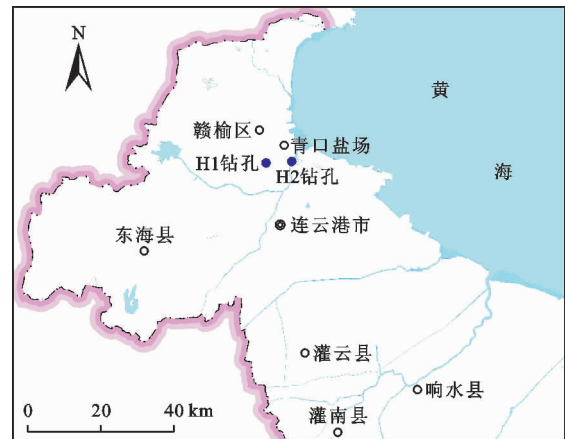 N
黄
海
赣榆区
青口盐场
H1钻孔
H2钻孔
连云港市
东海县
灌云县
响水县
灌南县
0 20 40 km